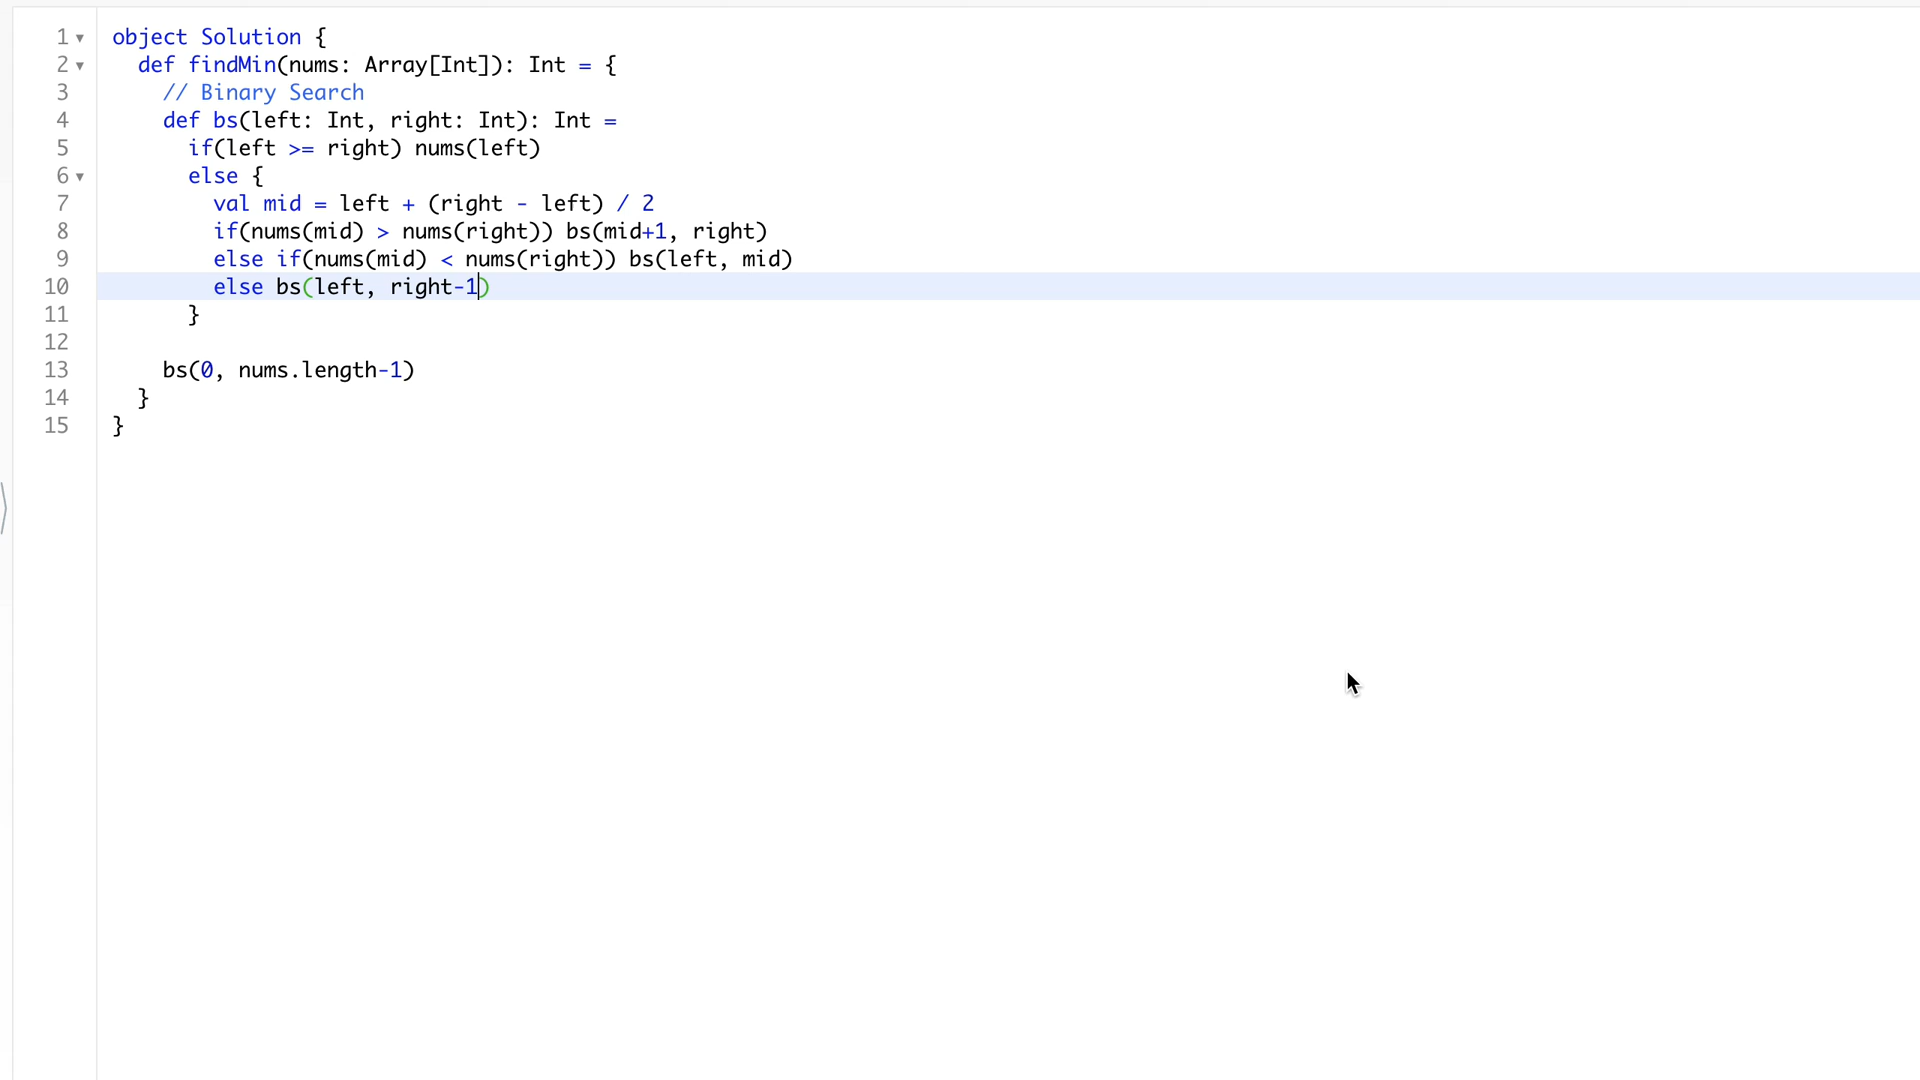 1 object Solution {
2 def findMin(nums: Array[Int]): Int = {
3 // Binary Search
4 def bs(left: Int, right: Int): Int =
5 if(left >= right) nums(left)
6 else {
7 val mid = left + (right - left) / 2
8 if(nums(mid) > nums(right)) bs(mid+1, right)
9 else if(nums(mid) < nums(right)) bs(left, mid)
10 else bs(left, right-1)
11 }
12
13 bs(0, nums.length-1)
14 }
15 }